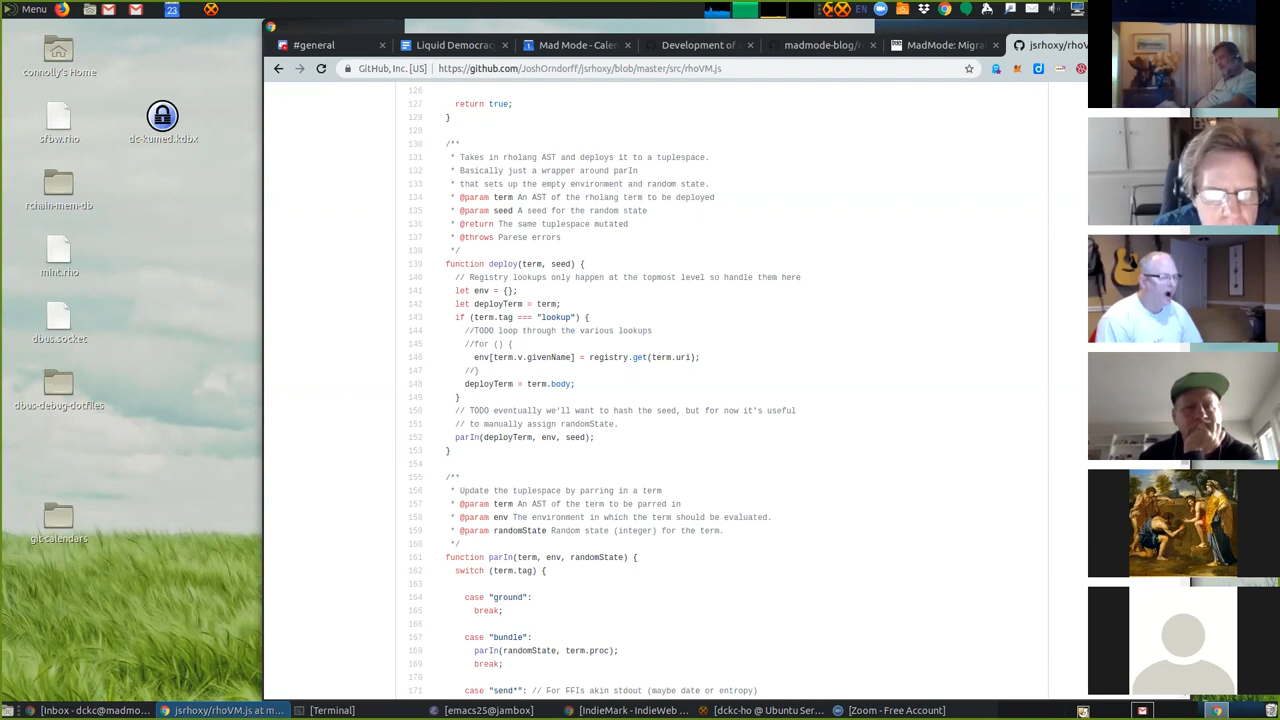 Menu
23
EN
connolly's Home
sfbw.rho
dc-kumed.kdbx
rchain-mem-db
mint.rho
dbus.socket
dbus-debug-dotfiles
git-calendars
#general
Liquid Democrac
Mad Mode - Calen
Development of
madmode-blog/
MadMode: Migra
jsrhoxy/rhoV
GitHub, Inc. [US]
https://github.com/JoshOrndorff/jsrhoxy/blob/master/src/rhoVM.js
126
127 return true;
128 }
129
130 /**
131 * Takes in rholang AST and deploys it to a tuplespace.
132 * Basically just a wrapper around parIn
133 * that sets up the empty environment and random state.
134 * @param term An AST of the rholang term to be deployed
135 * @param seed A seed for the random state
136 * @return The same tuplespace mutated
137 * @throws Parese errors
138 */
139 function deploy(term, seed) {
140 // Registry lookups only happen at the topmost level so handle them here
141 let env = {};
142 let deployTerm = term;
143 if (term.tag === "lookup") {
144 //TODO loop through the various lookups
145 //for () {
146 env[term.v.givenName] = registry.get(term.uri);
147 //}
148 deployTerm = term.body;
149 }
150 // TODO eventually we'll want to hash the seed, but for now it's useful
151 // to manually assign randomState.
152 parIn(deployTerm, env, seed);
153 }
154
155 /**
156 * Update the tuplespace by parring in a term
157 * @param term An AST of the term to be parred in
158 * @param env The environment in which the term should be evaluated.
159 * @param randomState Random state (integer) for the term.
160 */
161 function parIn(term, env, randomState) {
162 switch (term.tag) {
163
164 case "ground":
165 break;
166
167 case "bundle":
168 parIn(randomState, term.proc);
169 break;
170
171 case "send*": // For FFIs akin stdout (maybe date or entropy)
[Inbox - dckc@madmo...
jsrhoxy/rhoVM.js at m...
[Terminal]
[emacs25@jambox]
[IndieMark - IndieWeb ...
[dckc-ho @ Ubuntu Ser...
[Zoom - Free Account]